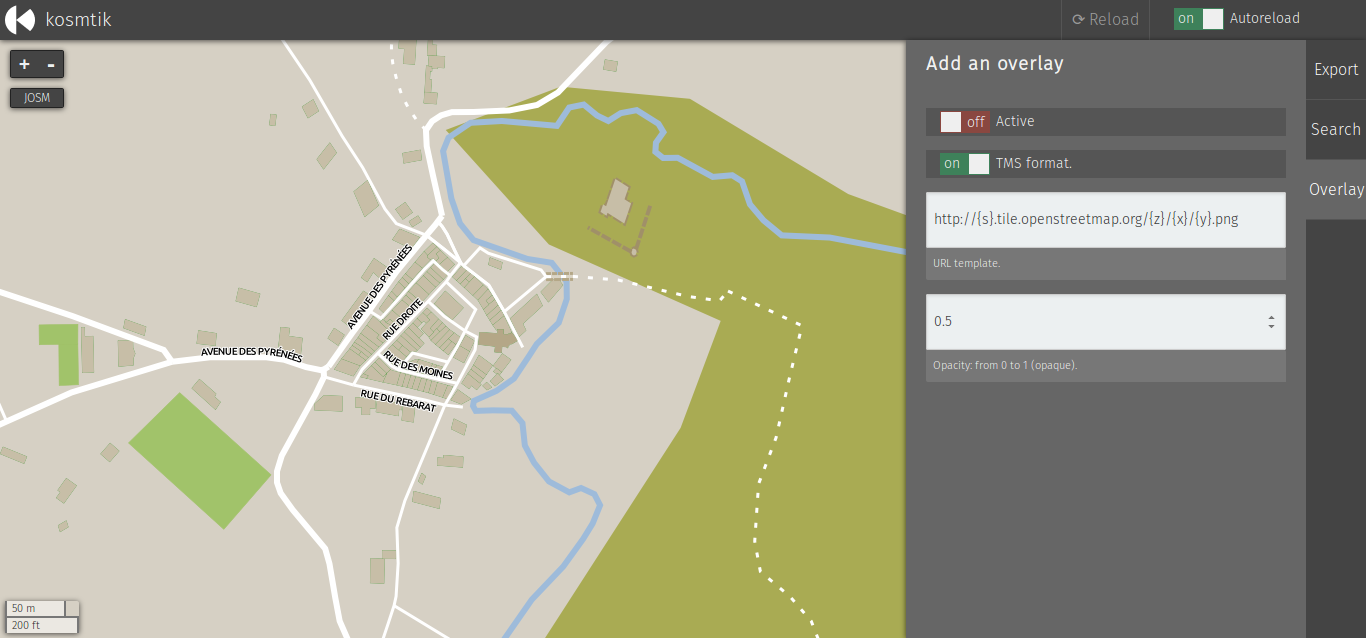 kosmtik
⟳ Reload
on Autoreload
+ -
JOSM
AVENUE DES PYRÉNÉES
RUE DROITE
AVENUE DES PYRÉNÉES
RUE DES MOINES
RUE DU REBARAT
50 m
200 ft
Add an overlay
off Active
on TMS format.
http://{s}.tile.openstreetmap.org/{z}/{x}/{y}.png
URL template.
0.5
Opacity: from 0 to 1 (opaque).
Export
Search
Overlay